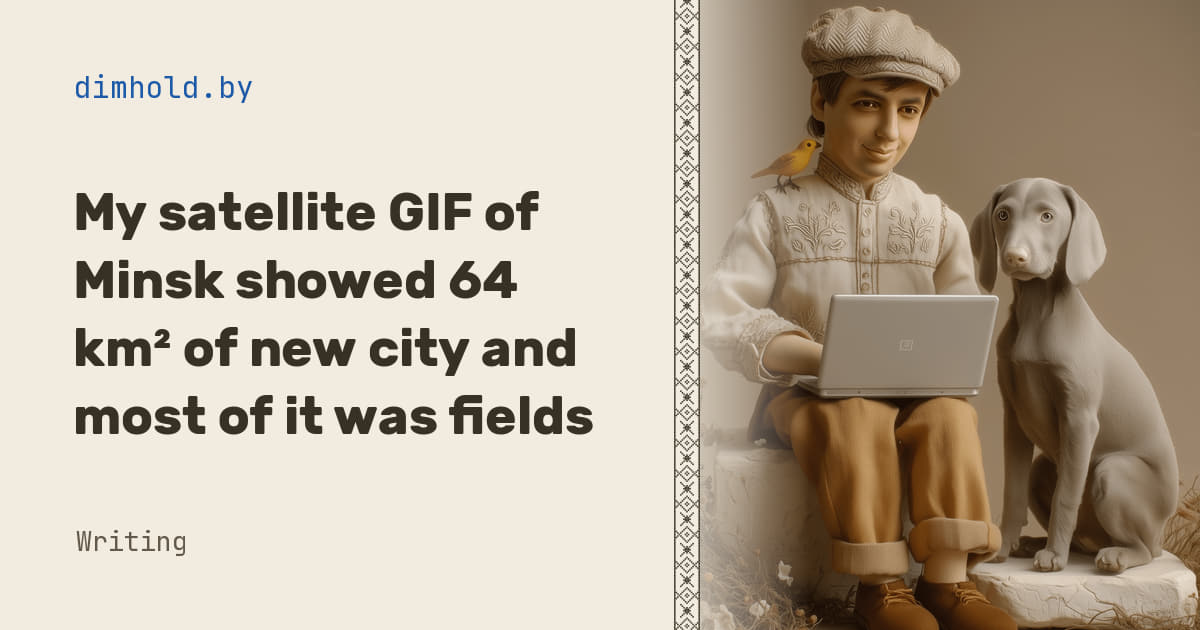 dimhold.by
My satellite GIF of
Minsk showed 64
km² of new city and
most of it was fields
Writing